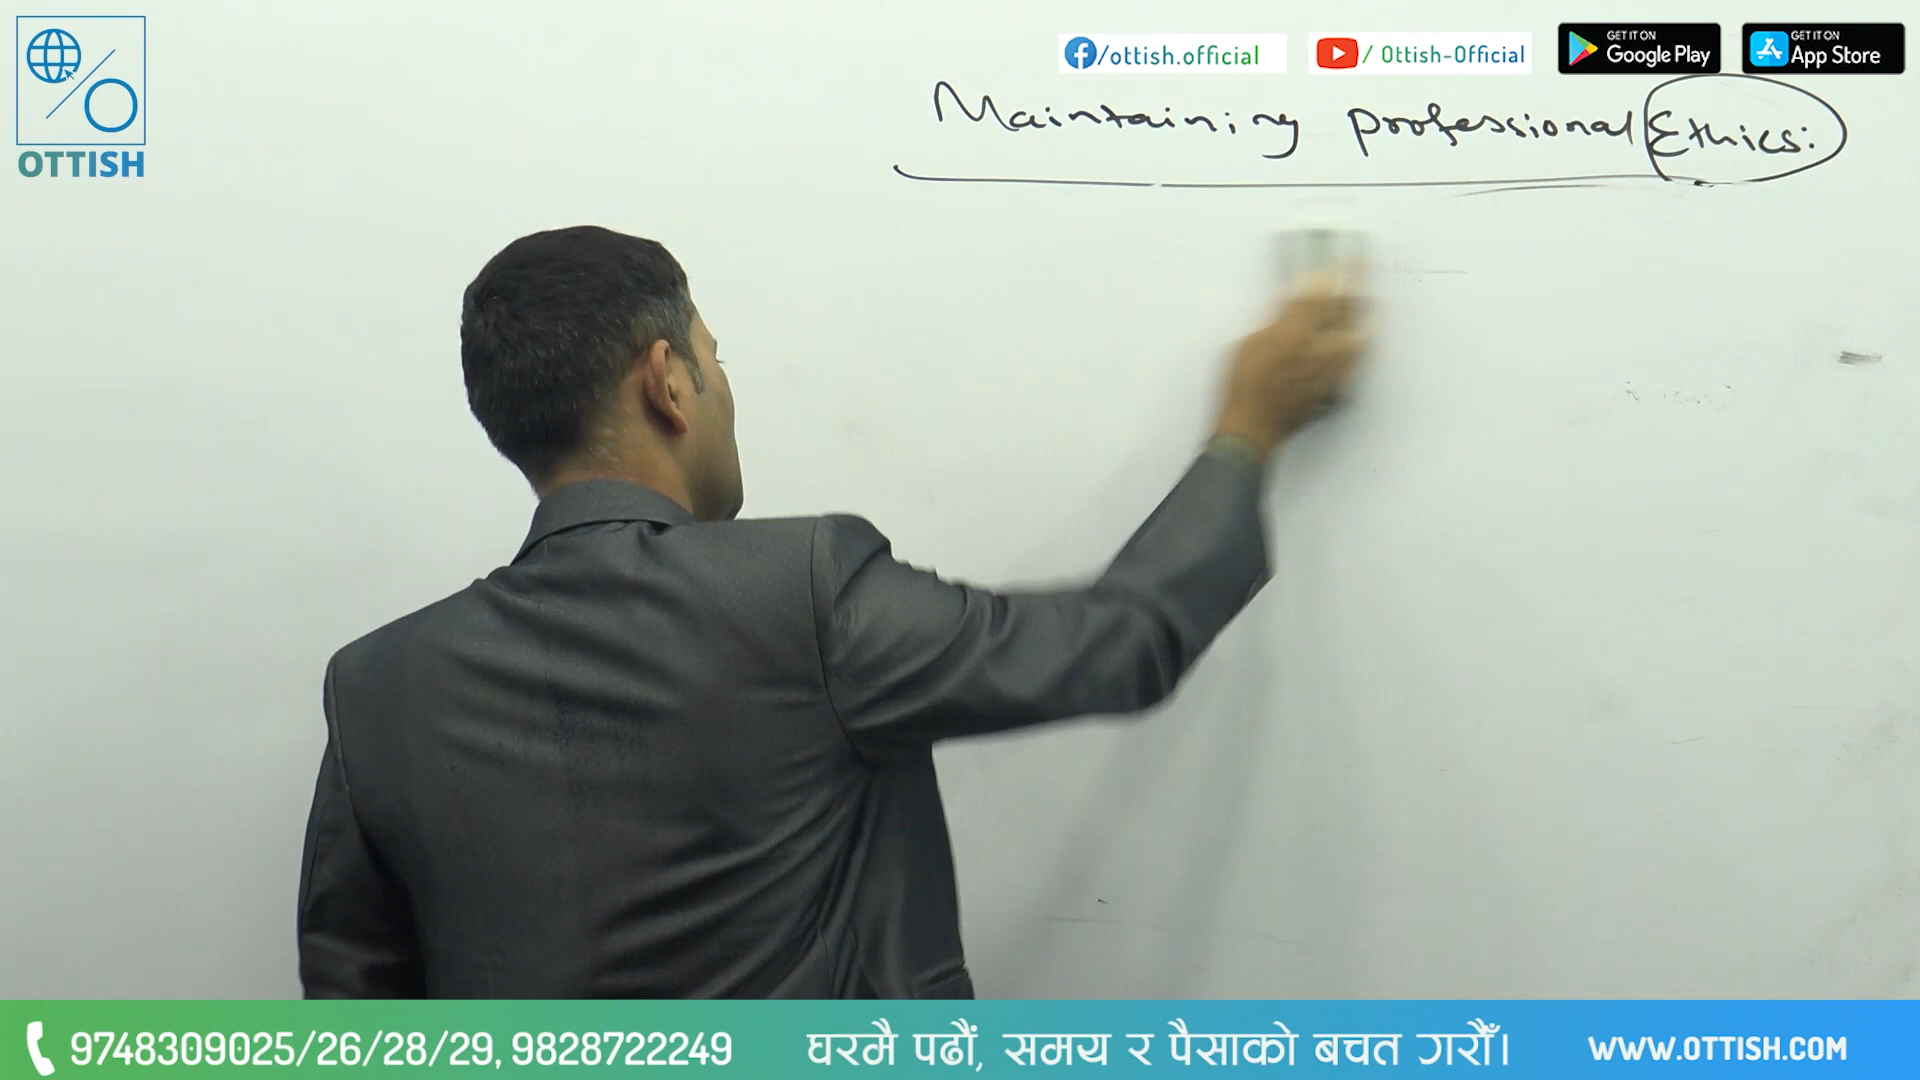 OTTISH
/ottish.official
/ Ottish-Official
GET IT ON
Google Play
GET IT ON
App Store
Maintaining professional Ethics:
9748309025/26/28/29, 9828722249
घरमै पढौं, समय र पैसाको बचत गरौँ।
WWW.OTTISH.COM